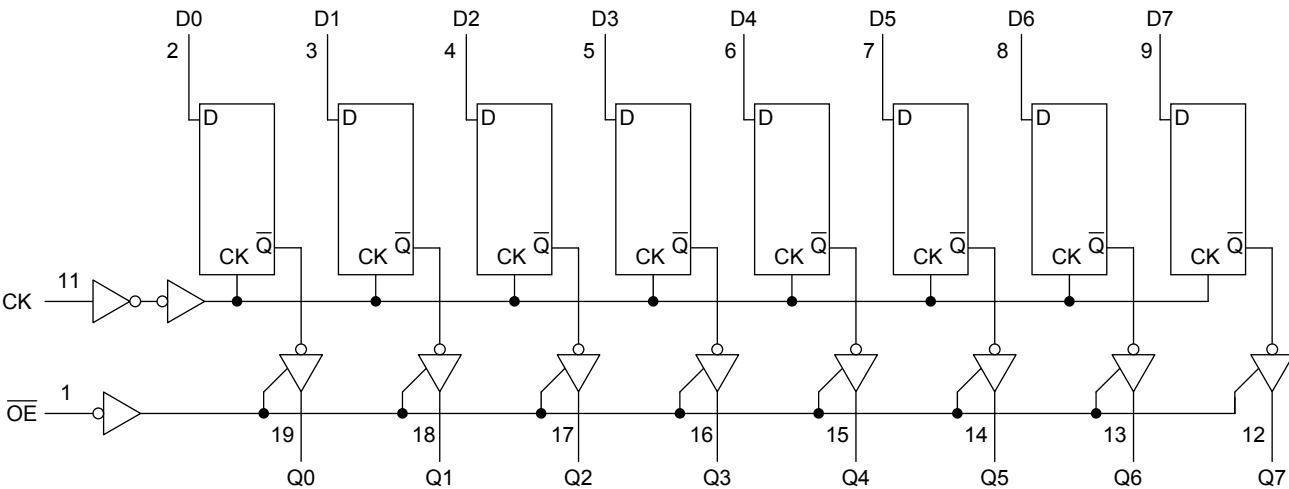 D0 D1 D2 D3 D4 D5 D6 D7
2 3 4 5 6 7 8 9
D D D D D D D D
Q̅ Q̅ Q̅ Q̅ Q̅ Q̅ Q̅ Q̅
CK CK CK CK CK CK CK CK
11
CK
1
O̅E̅
19 18 17 16 15 14 13 12
Q0 Q1 Q2 Q3 Q4 Q5 Q6 Q7